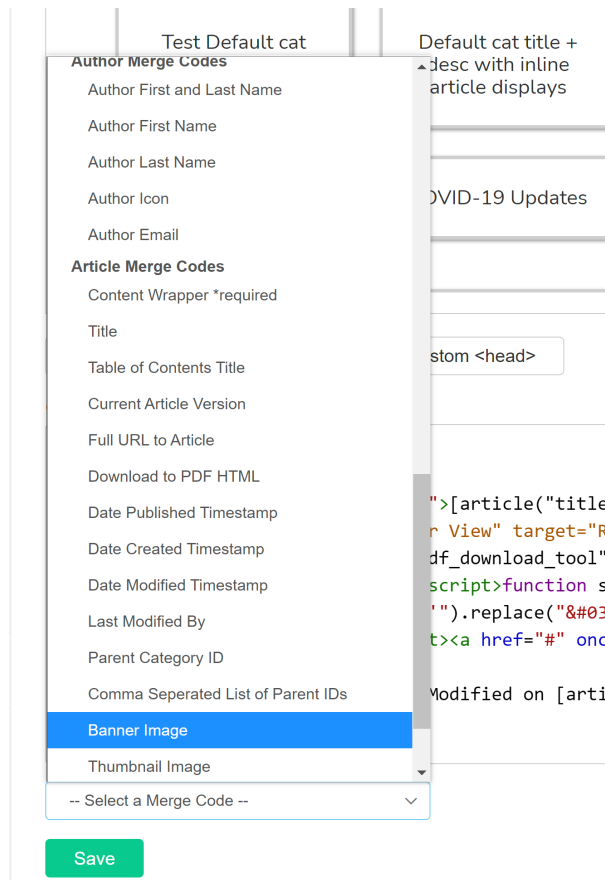 Test Default cat
Default cat title +
desc with inline
article displays
Author Merge Codes
Author First and Last Name
Author First Name
Author Last Name
Author Icon
Author Email
Article Merge Codes
Content Wrapper *required
Title
Table of Contents Title
Current Article Version
Full URL to Article
Download to PDF HTML
Date Published Timestamp
Date Created Timestamp
Date Modified Timestamp
Last Modified By
Parent Category ID
Comma Seperated List of Parent IDs
Banner Image
Thumbnail Image
-- Select a Merge Code --
Save
OVID-19 Updates
stom <head>
">[article("title
r View" target="R
df_download_tool"
script>function s
'").replace("&#03
t><a href="#" onc
Modified on [arti